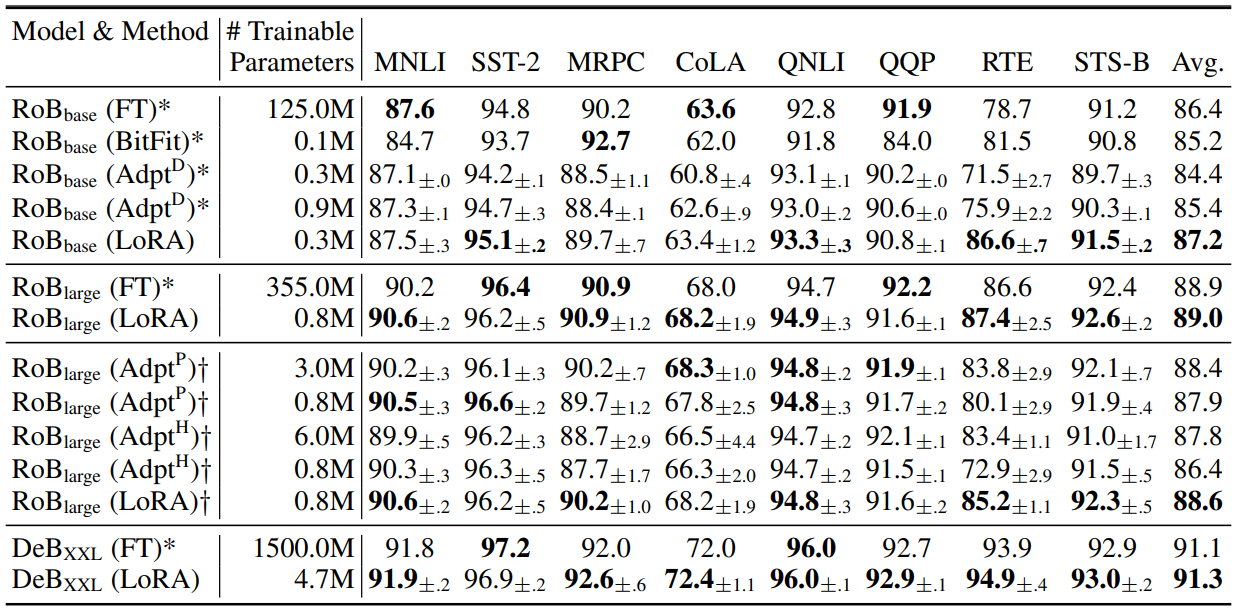 Model & Method # Trainable
Parameters MNLI SST-2 MRPC CoLA QNLI QQP RTE STS-B Avg.
RoBbase (FT)* 125.0M 87.6 94.8 90.2 63.6 92.8 91.9 78.7 91.2 86.4
RoBbase (BitFit)* 0.1M 84.7 93.7 92.7 62.0 91.8 84.0 81.5 90.8 85.2
RoBbase (AdptD)* 0.3M 87.1±.0 94.2±.1 88.5±1.1 60.8±.4 93.1±.1 90.2±.0 71.5±2.7 89.7±.3 84.4
RoBbase (AdptD)* 0.9M 87.3±.1 94.7±.3 88.4±.1 62.6±.9 93.0±.2 90.6±.0 75.9±2.2 90.3±.1 85.4
RoBbase (LoRA) 0.3M 87.5±.3 95.1±.2 89.7±.7 63.4±1.2 93.3±.3 90.8±.1 86.6±.7 91.5±.2 87.2
RoBlarge (FT)* 355.0M 90.2 96.4 90.9 68.0 94.7 92.2 86.6 92.4 88.9
RoBlarge (LoRA) 0.8M 90.6±.2 96.2±.5 90.9±1.2 68.2±1.9 94.9±.3 91.6±.1 87.4±2.5 92.6±.2 89.0
RoBlarge (AdptP)† 3.0M 90.2±.3 96.1±.3 90.2±.7 68.3±1.0 94.8±.2 91.9±.1 83.8±2.9 92.1±.7 88.4
RoBlarge (AdptP)† 0.8M 90.5±.3 96.6±.2 89.7±1.2 67.8±2.5 94.8±.3 91.7±.2 80.1±2.9 91.9±.4 87.9
RoBlarge (AdptH)† 6.0M 89.9±.5 96.2±.3 88.7±2.9 66.5±4.4 94.7±.2 92.1±.1 83.4±1.1 91.0±1.7 87.8
RoBlarge (AdptH)† 0.8M 90.3±.3 96.3±.5 87.7±1.7 66.3±2.0 94.7±.2 91.5±.1 72.9±2.9 91.5±.5 86.4
RoBlarge (LoRA)† 0.8M 90.6±.2 96.2±.5 90.2±1.0 68.2±1.9 94.8±.3 91.6±.2 85.2±1.1 92.3±.5 88.6
DeBXXL (FT)* 1500.0M 91.8 97.2 92.0 72.0 96.0 92.7 93.9 92.9 91.1
DeBXXL (LoRA) 4.7M 91.9±.2 96.9±.2 92.6±.6 72.4±1.1 96.0±.1 92.9±.1 94.9±.4 93.0±.2 91.3